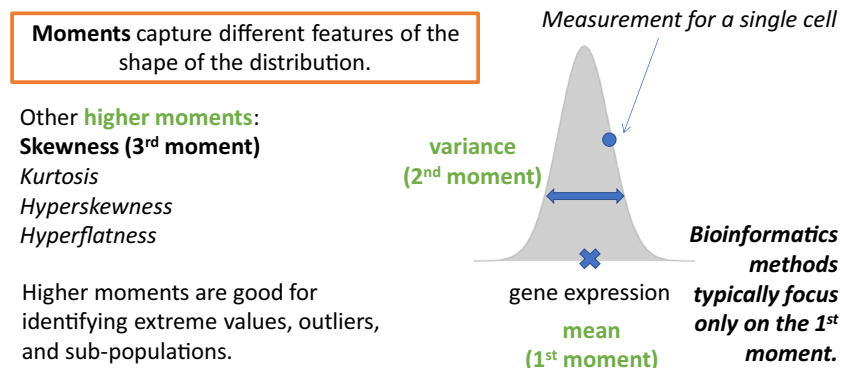 Moments capture different features of the
shape of the distribution.
Other higher moments:
Skewness (3rd moment)
Kurtosis
Hyperskewness
Hyperflatness
Higher moments are good for
identifying extreme values, outliers,
and sub-populations.
Measurement for a single cell
variance
(2nd moment)
gene expression
mean
(1st moment)
Bioinformatics
methods
typically focus
only on the 1st
moment.